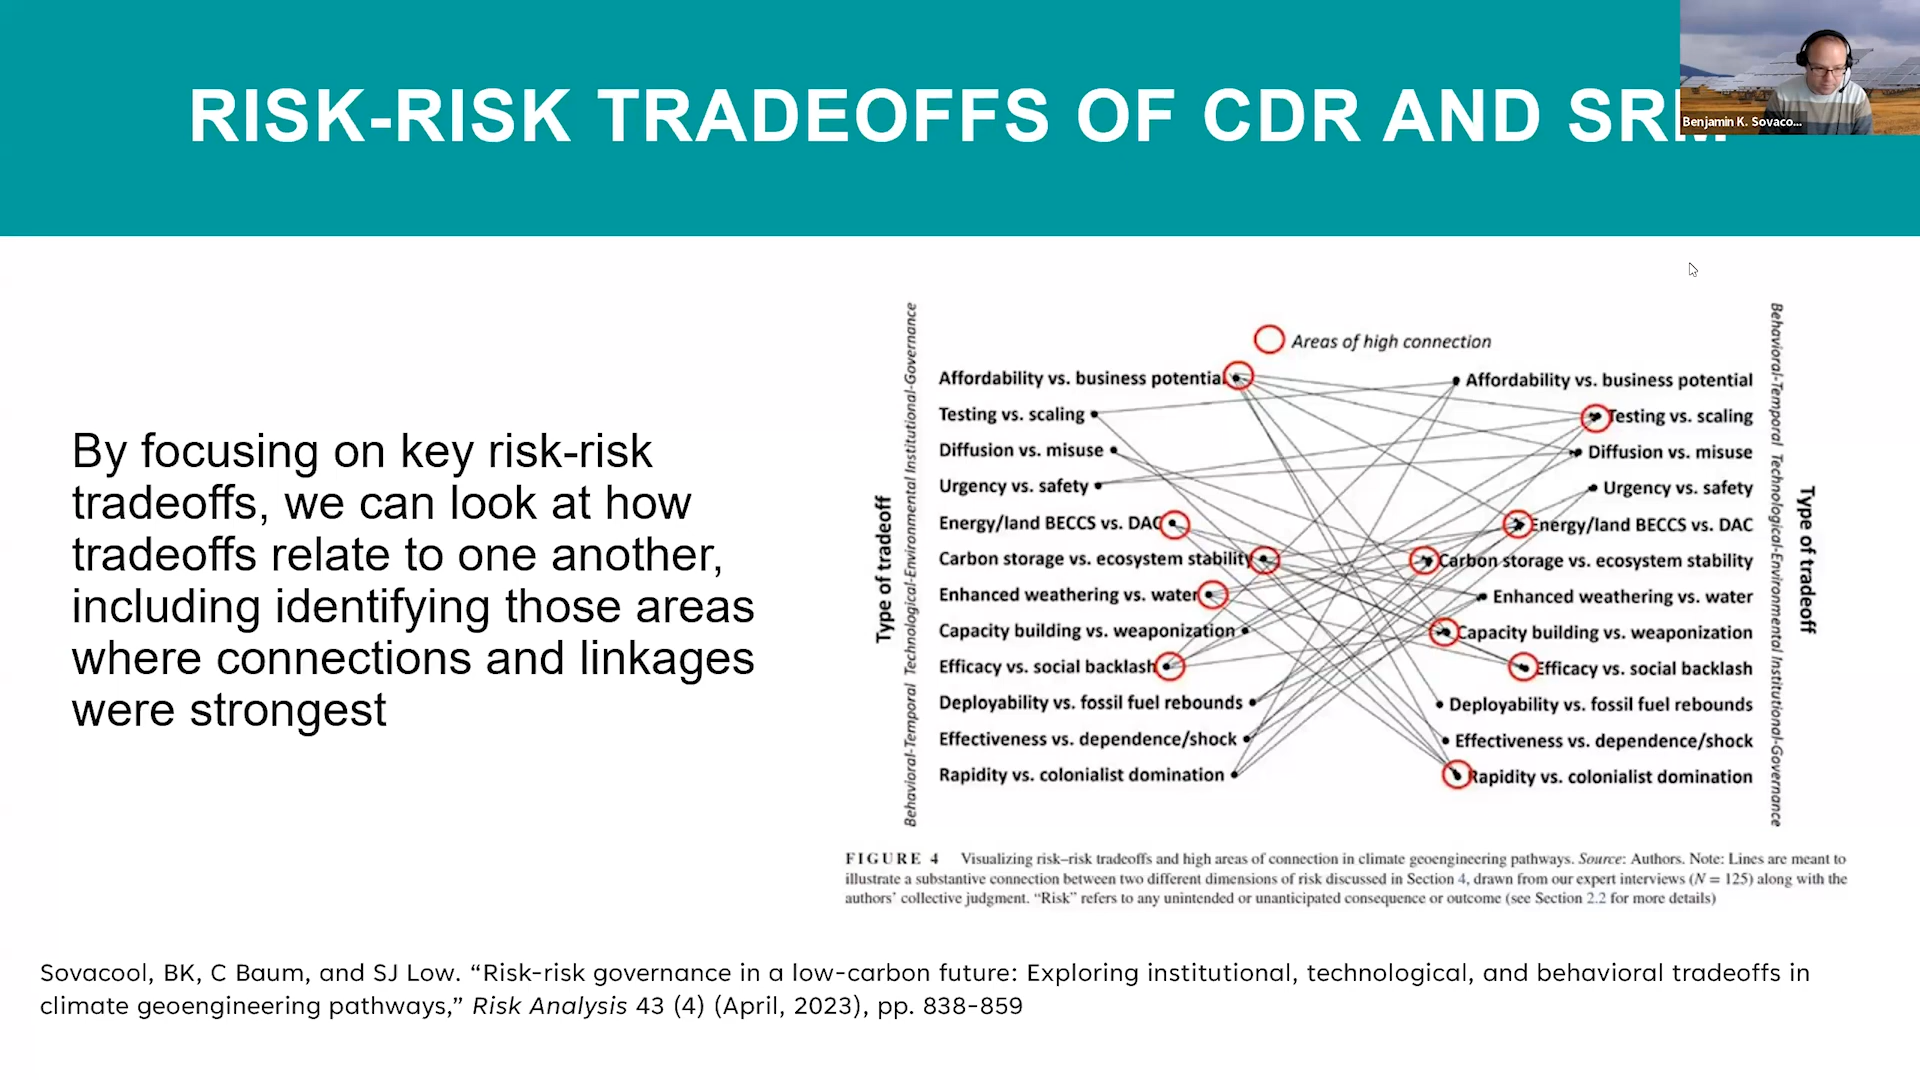 RISK-RISK TRADEOFFS OF CDR AND SRM
Benjamin K. Sovaco...
By focusing on key risk-risk
tradeoffs, we can look at how
tradeoffs relate to one another,
including identifying those areas
where connections and linkages
were strongest
Areas of high connection
Type of tradeoff
Behavioral-Temporal Technological-Environmental Institutional-Governance
Affordability vs. business potential
Testing vs. scaling
Diffusion vs. misuse
Urgency vs. safety
Energy/land BECCS vs. DAC
Carbon storage vs. ecosystem stability
Enhanced weathering vs. water
Capacity building vs. weaponization
Efficacy vs. social backlash
Deployability vs. fossil fuel rebounds
Effectiveness vs. dependence/shock
Rapidity vs. colonialist domination
Affordability vs. business potential
Testing vs. scaling
Diffusion vs. misuse
Urgency vs. safety
Energy/land BECCS vs. DAC
Carbon storage vs. ecosystem stability
Enhanced weathering vs. water
Capacity building vs. weaponization
Efficacy vs. social backlash
Deployability vs. fossil fuel rebounds
Effectiveness vs. dependence/shock
Rapidity vs. colonialist domination
Behavioral-Temporal Technological-Environmental Institutional-Governance
Type of tradeoff
FIGURE 4 Visualizing risk–risk tradeoffs and high areas of connection in climate geoengineering pathways. Source: Authors. Note: Lines are meant to
illustrate a substantive connection between two different dimensions of risk discussed in Section 4, drawn from our expert interviews (N = 125) along with the
authors’ collective judgment. “Risk” refers to any unintended or unanticipated consequence or outcome (see Section 2.2 for more details)
Sovacool, BK, C Baum, and SJ Low. “Risk-risk governance in a low-carbon future: Exploring institutional, technological, and behavioral tradeoffs in
climate geoengineering pathways,” Risk Analysis 43 (4) (April, 2023), pp. 838-859